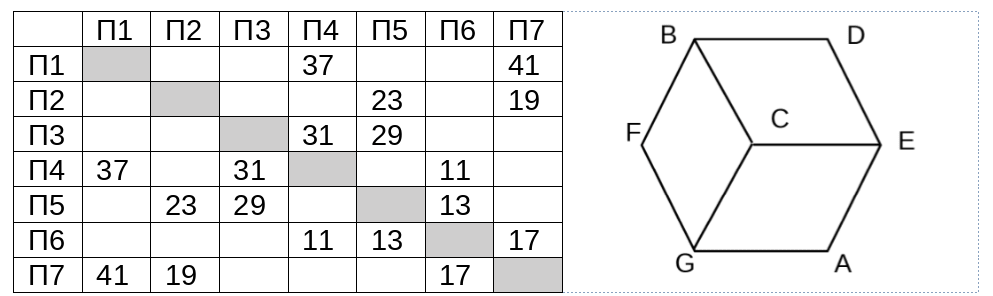 П1 П2 П3 П4 П5 П6 П7
П1 37 41
П2 23 19
П3 31 29
П4 37 31 11
П5 23 29 13
П6 11 13 17
П7 41 19 17
B D
C
F E
G A